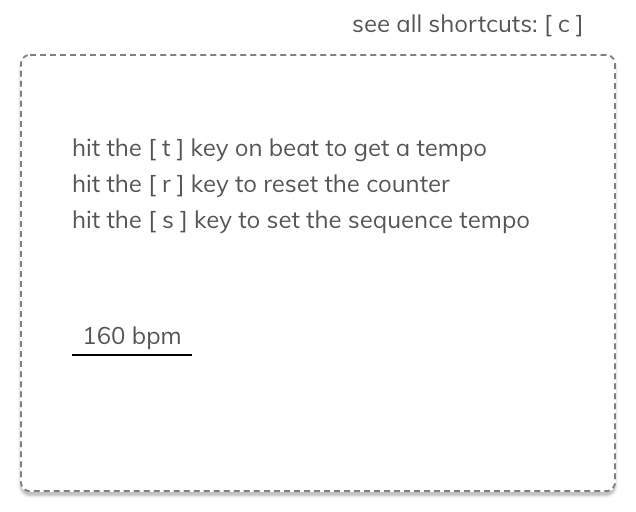 see all shortcuts: [ c ]
hit the [ t ] key on beat to get a tempo
hit the [ r ] key to reset the counter
hit the [ s ] key to set the sequence tempo
160 bpm